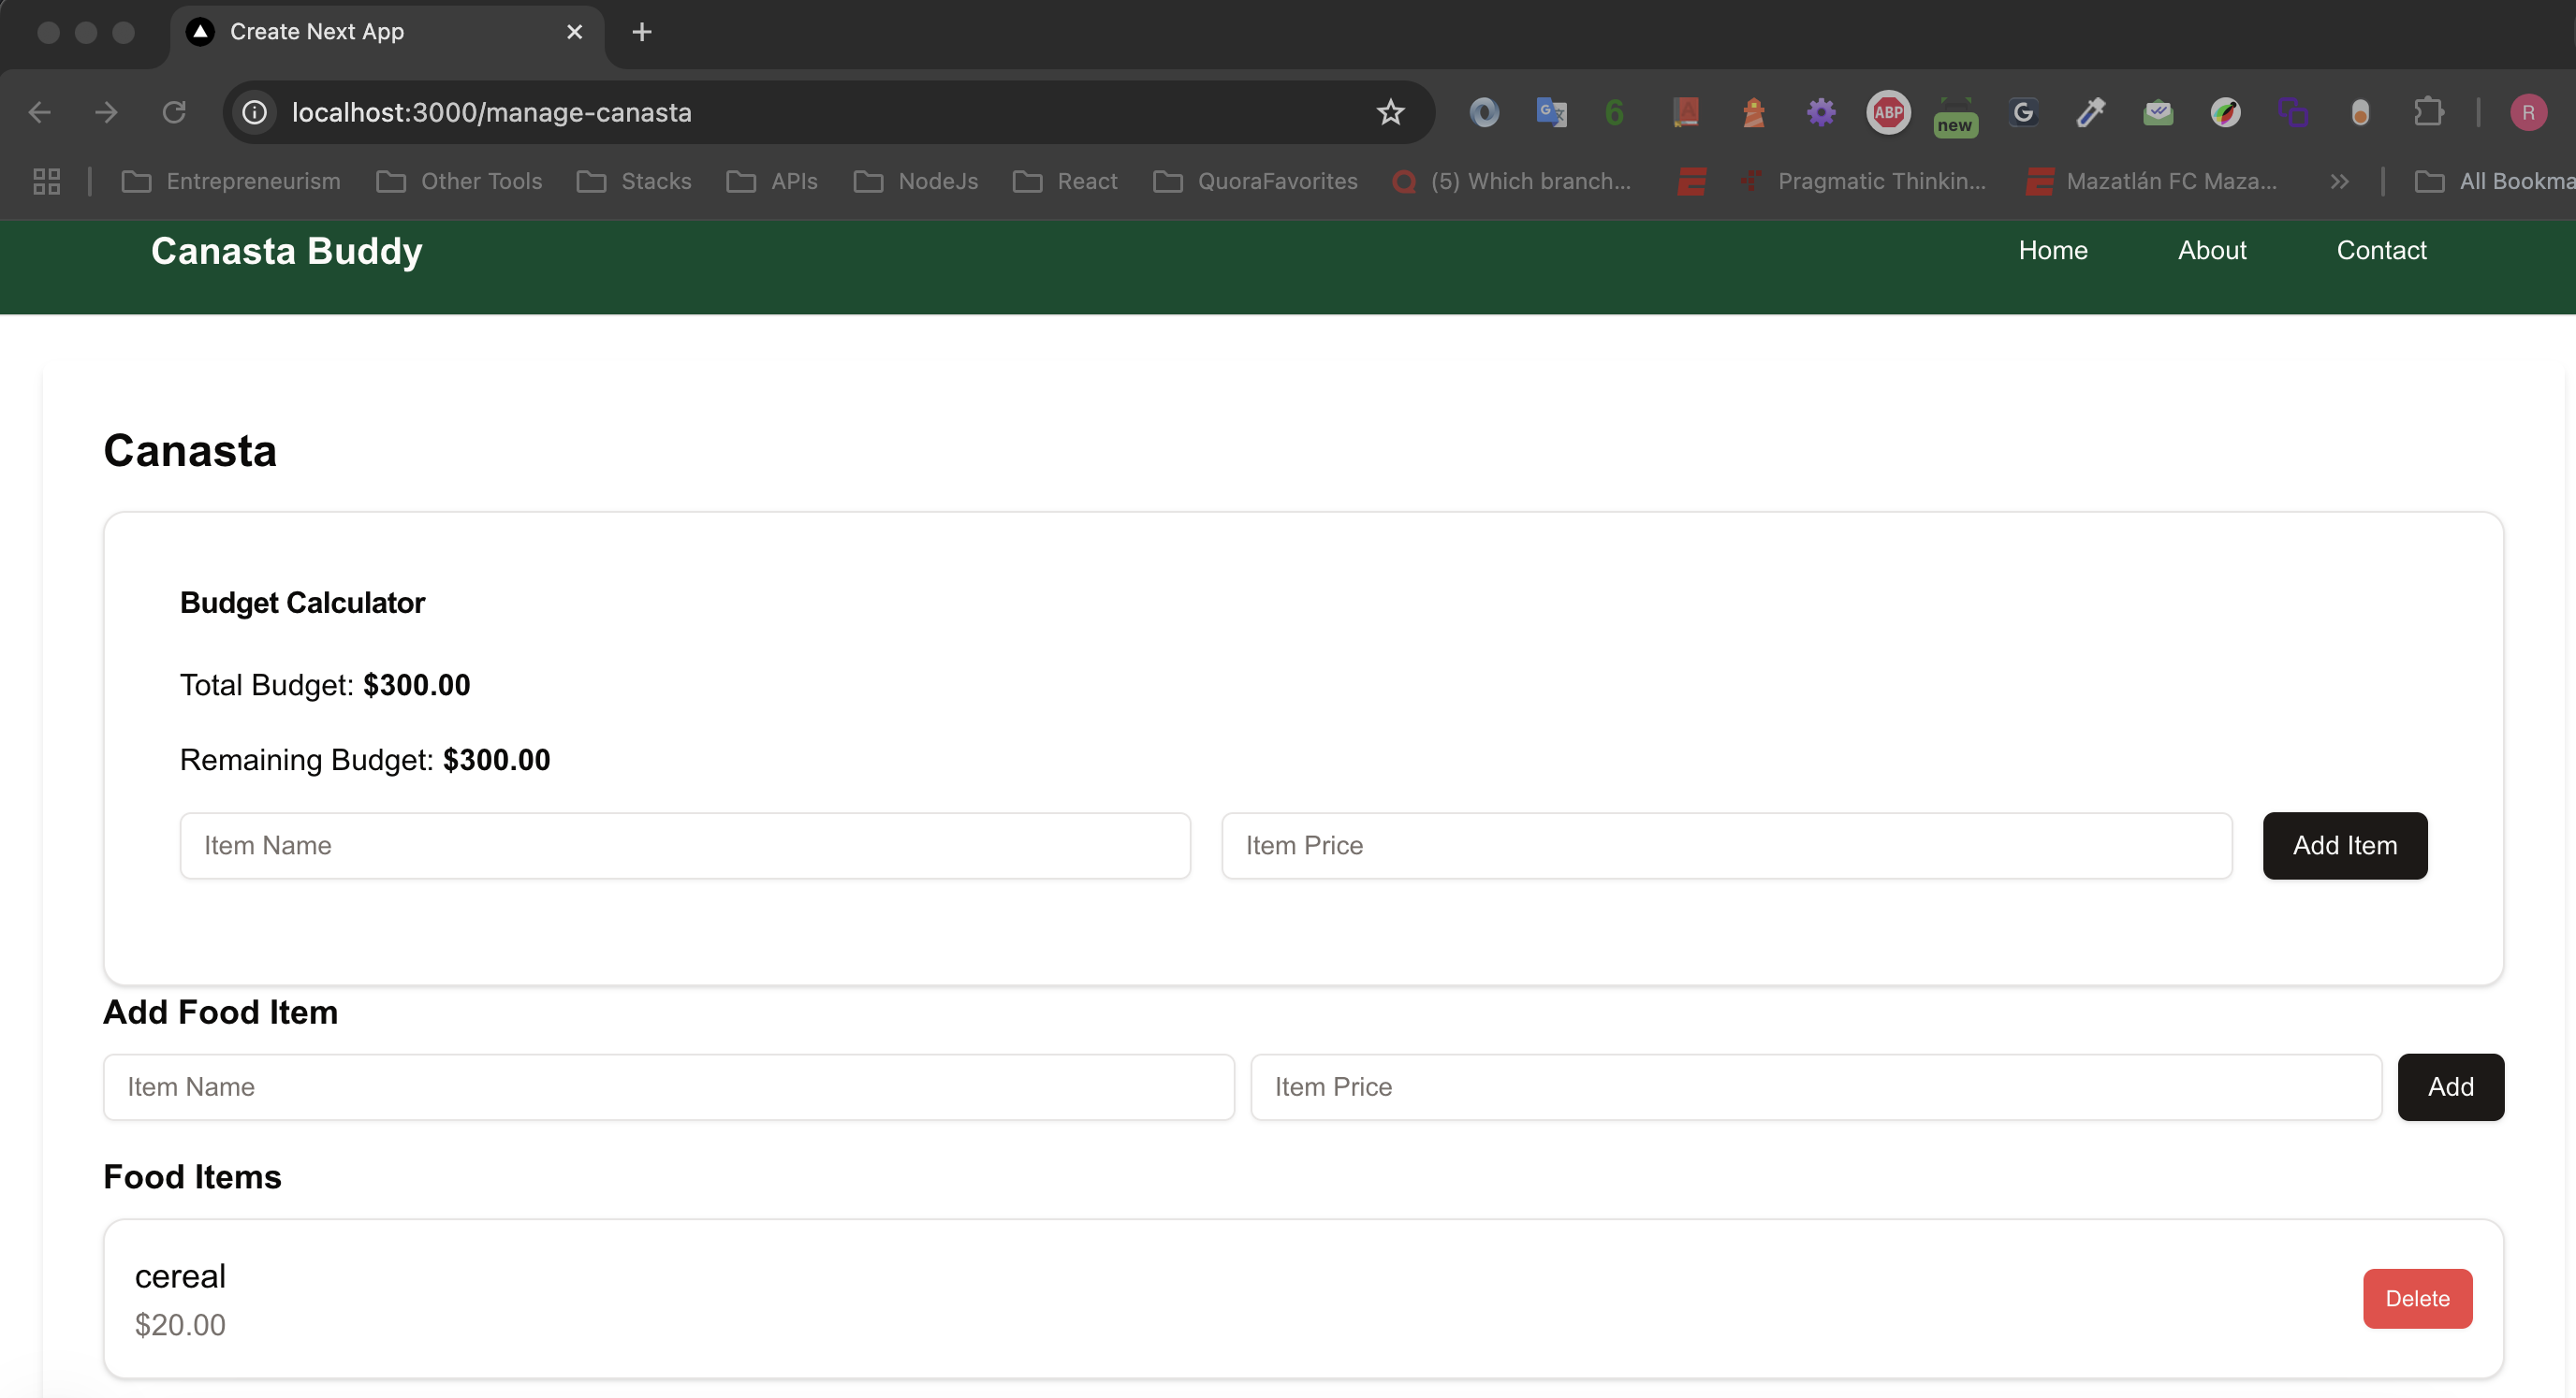 Create Next App
localhost:3000/manage-canasta
6
ABP
new
G
R
Entrepreneurism Other Tools Stacks APIs NodeJs React QuoraFavorites (5) Which branch... Pragmatic Thinkin... Mazatlán FC Maza... All Bookma
Canasta Buddy Home About Contact
Canasta
Budget Calculator
Total Budget: $300.00
Remaining Budget: $300.00
Item Name Item Price Add Item
Add Food Item
Item Name Item Price Add
Food Items
cereal
$20.00
Delete